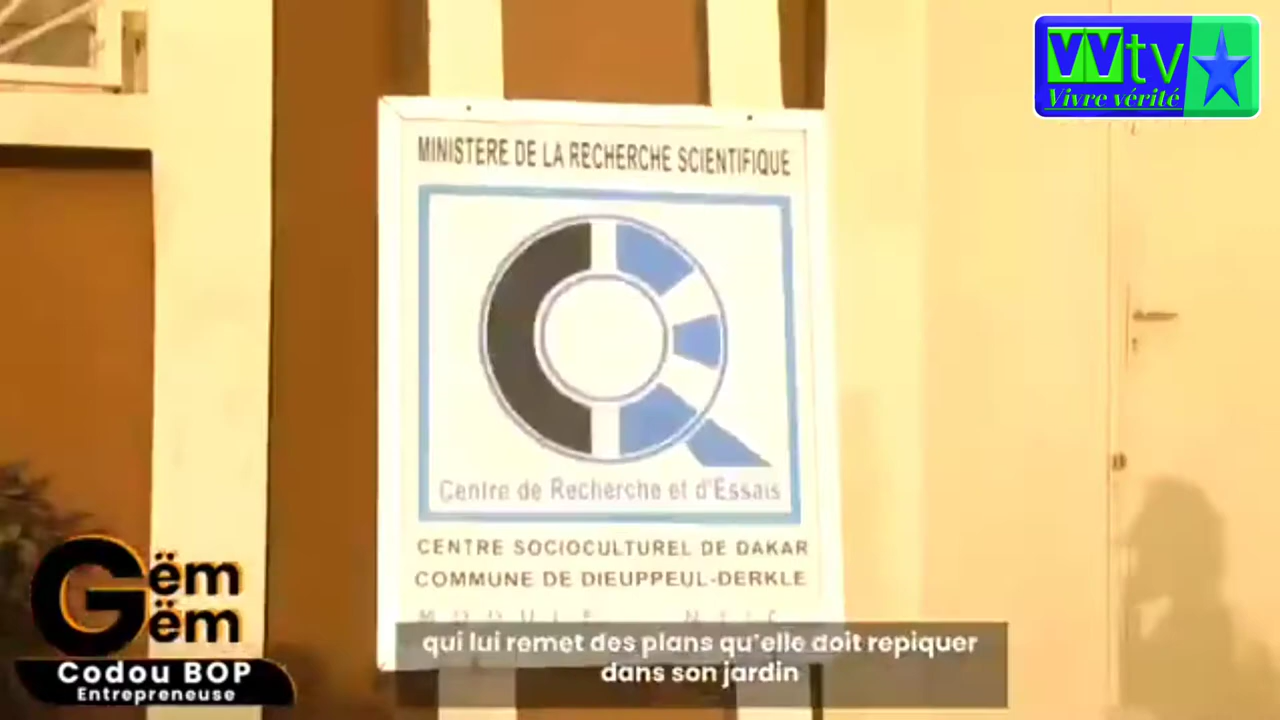 VVtv
Vivre vérité
MINISTERE DE LA RECHERCHE SCIENTIFIQUE
Centre de Recherche et d'Essais
CENTRE SOCIOCULTUREL DE DAKAR
COMMUNE DE DIEUPPEUL-DERKLE
qui lui remet des plans qu'elle doit repiquer
dans son jardin
Gëm
Gëm
Codou BOP
Entrepreneuse